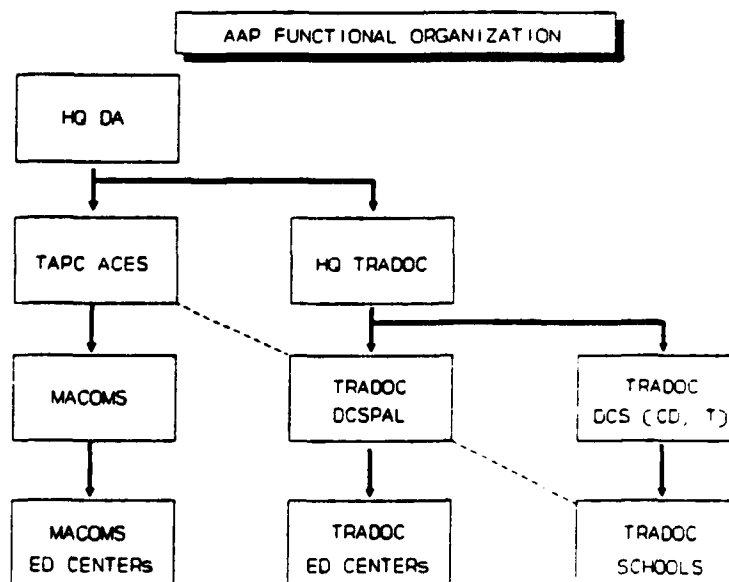 AAP FUNCTIONAL ORGANIZATION
HQ DA
TAPC ACES
HQ TRADOC
MACOMS
TRADOC
DCSPAL
TRADOC
DCS (CD, T)
MACOMS
ED CENTERs
TRADOC
ED CENTERs
TRADOC
SCHOOLS